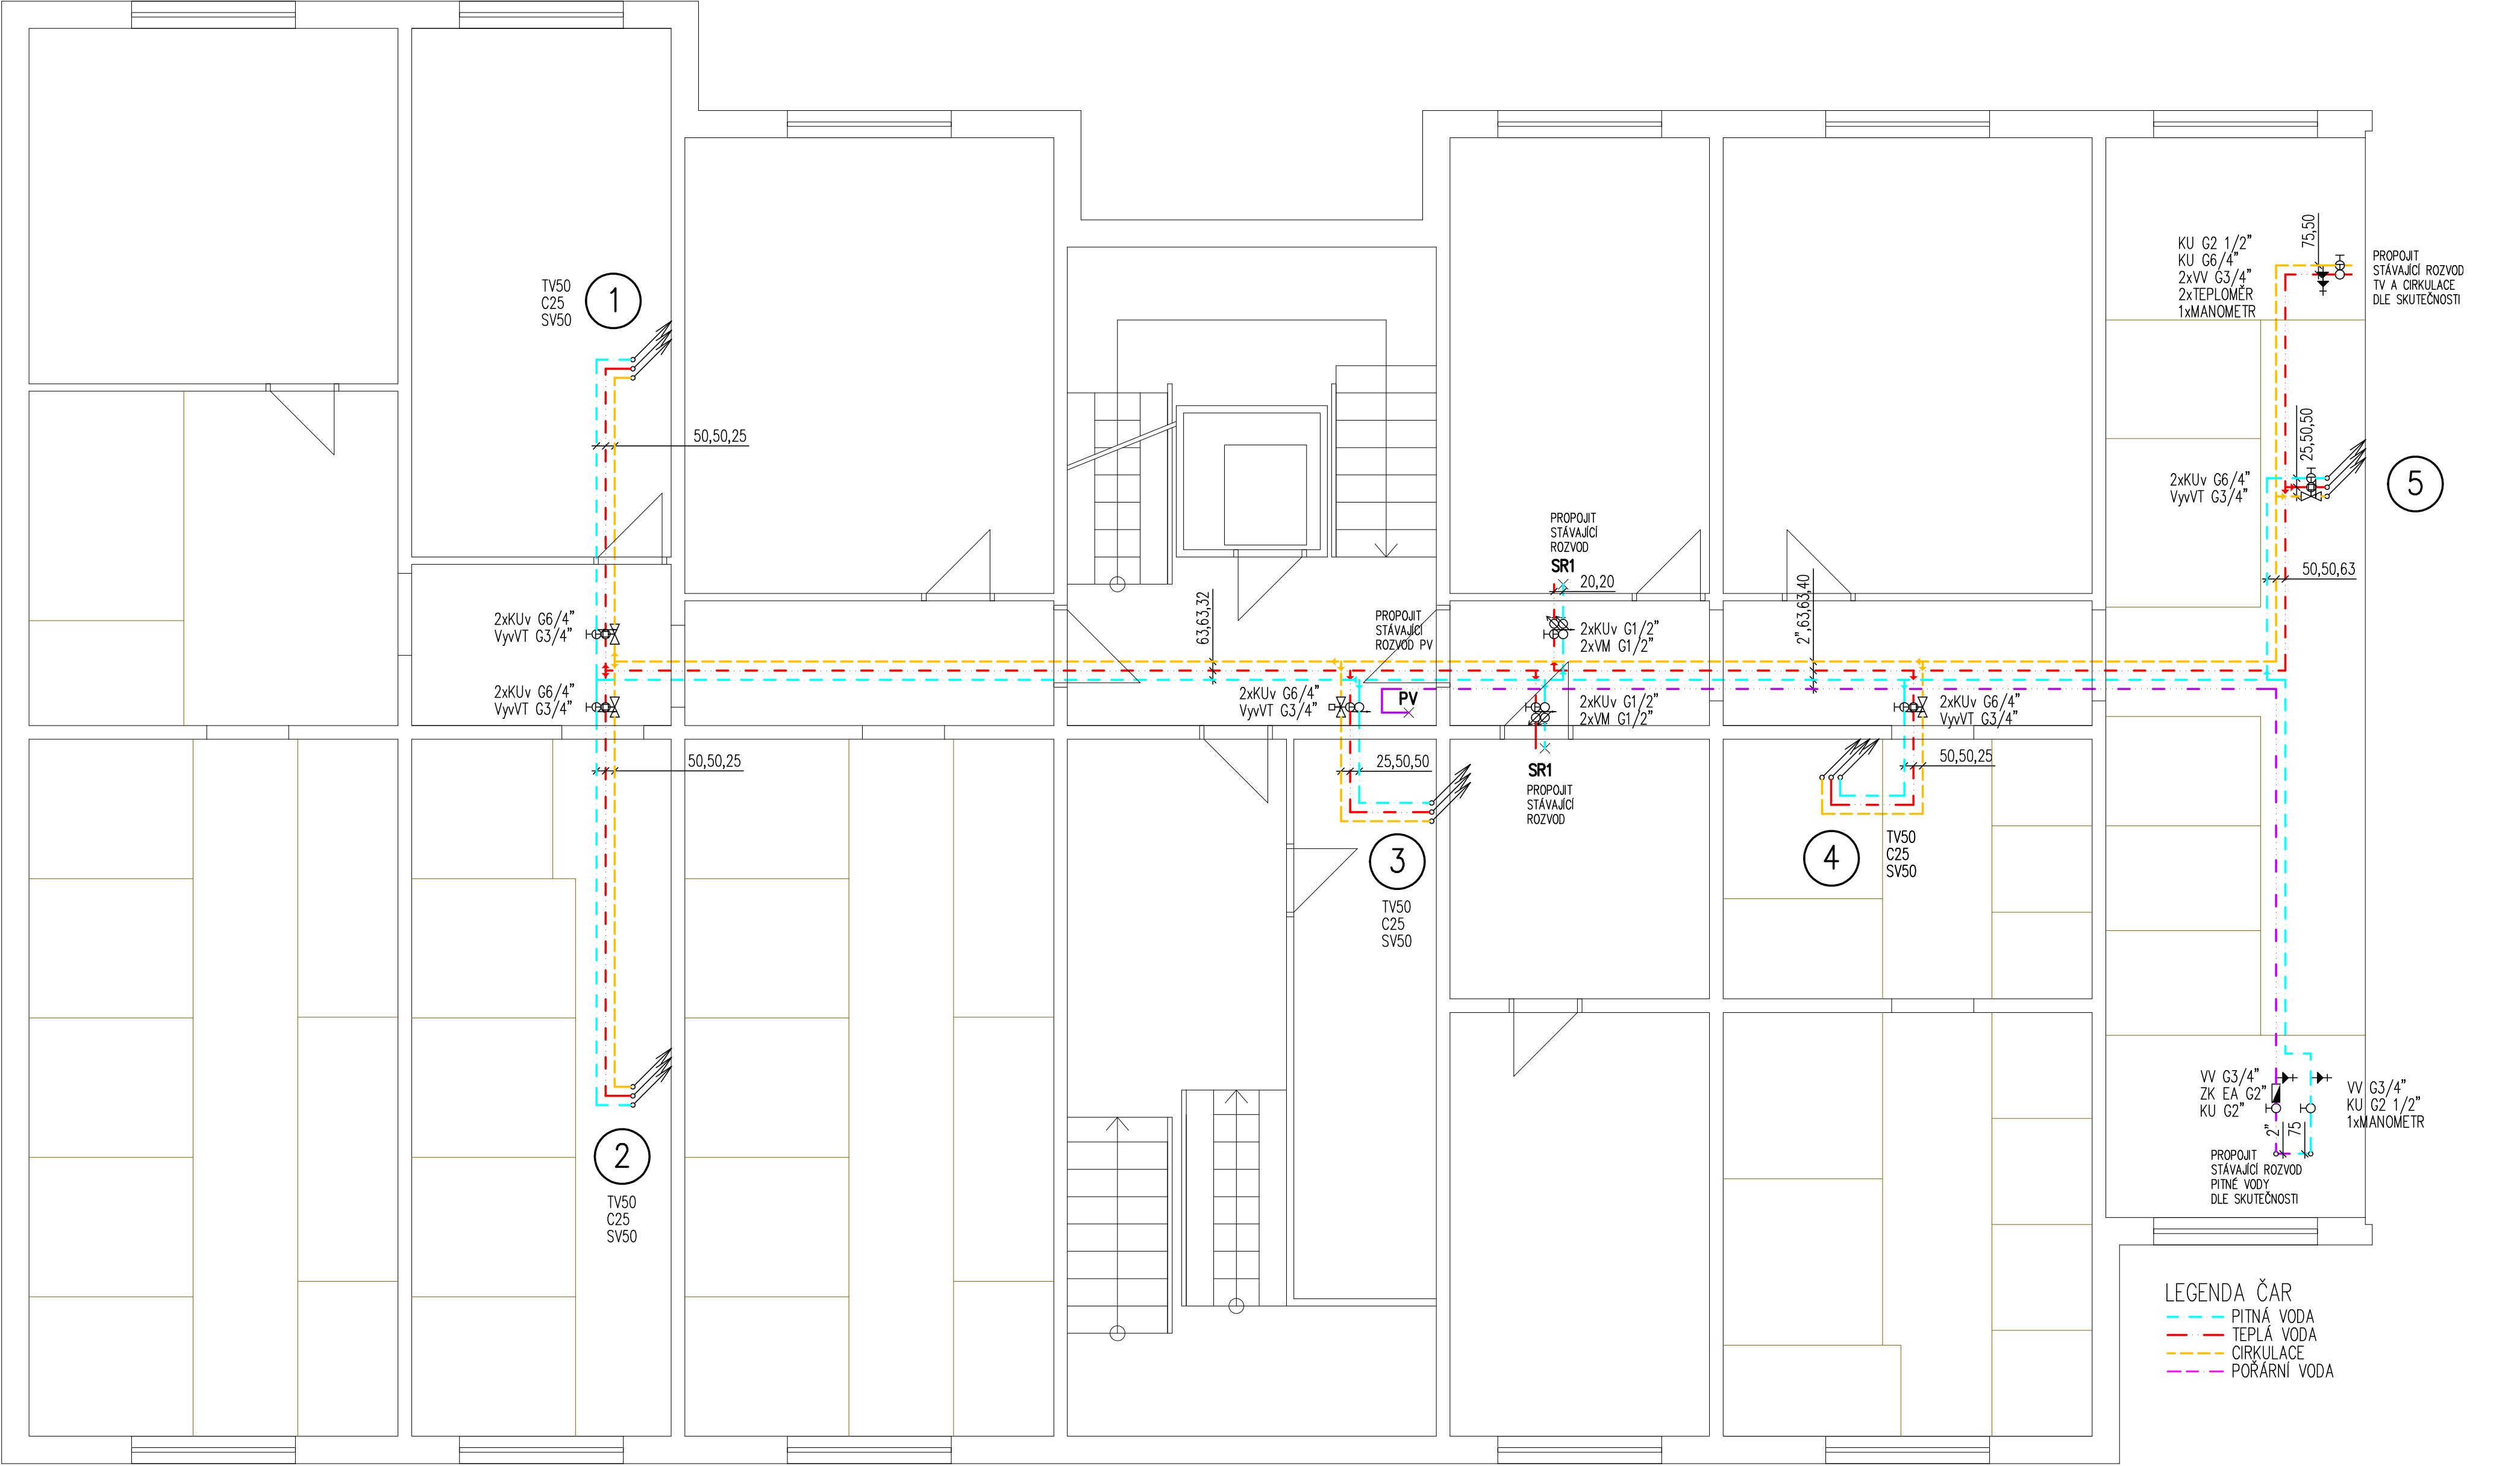 TV50
C25
SV50
1
50,50,25
2xKUv G6/4”
VyvVT G3/4”
2xKUv G6/4”
VyvVT G3/4”
50,50,25
2
TV50
C25
SV50
63,63,32
2xKUv G6/4”
VyvVT G3/4”
PROPOJIT
STÁVAJÍCÍ
ROZVOD PV
PV
25,50,50
3
TV50
C25
SV50
PROPOJIT
STÁVAJÍCÍ
ROZVOD
SR1
20,20
2xKUv G1/2”
2xVM G1/2”
2xKUv G1/2”
2xVM G1/2”
SR1
PROPOJIT
STÁVAJÍCÍ
ROZVOD
2”,63,63,40
2xKUv G6/4”
VyvVT G3/4”
50,50,25
4
TV50
C25
SV50
75,50
KU G2 1/2”
KU G6/4”
2xVV G3/4”
2xTEPLOMĚR
1xMANOMETR
PROPOJIT
STÁVAJÍCÍ ROZVOD
TV A CIRKULACE
DLE SKUTEČNOSTI
25,50,50
2xKUv G6/4”
VyvVT G3/4”
5
50,50,63
VV G3/4”
ZK EA G2”
KU G2”
VV G3/4”
KU G2 1/2”
1xMANOMETR
2”
75
PROPOJIT
STÁVAJÍCÍ ROZVOD
PITNÉ VODY
DLE SKUTEČNOSTI
LEGENDA ČAR
PITNÁ VODA
TEPLÁ VODA
CIRKULACE
POŘÁRNÍ VODA